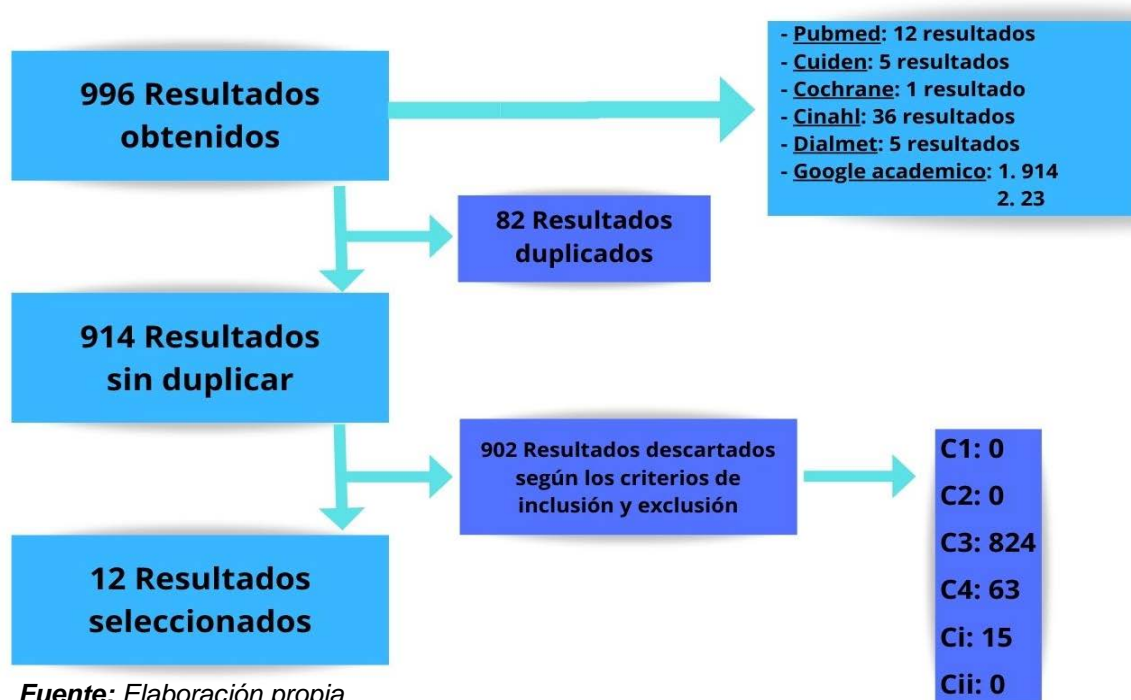 996 Resultados
obtenidos
- Pubmed: 12 resultados
- Cuiden: 5 resultados
- Cochrane: 1 resultado
- Cinahl: 36 resultados
- Dialmet: 5 resultados
- Google academico: 1. 914
2. 23
82 Resultados
duplicados
914 Resultados
sin duplicar
902 Resultados descartados
según los criterios de
inclusión y exclusión
C1: 0
C2: 0
C3: 824
C4: 63
Ci: 15
Cii: 0
12 Resultados
seleccionados
Fuente: Elaboración propia